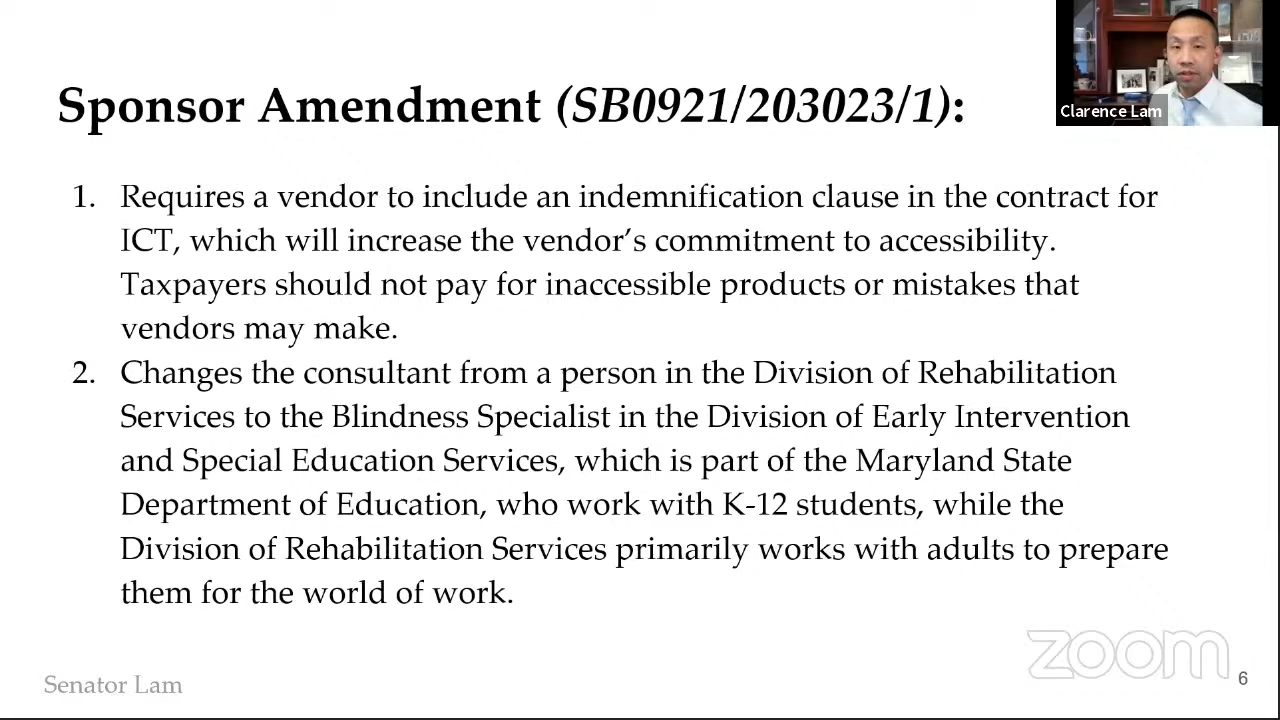 Clarence Lam
Sponsor Amendment (SB0921/203023/1):
1. Requires a vendor to include an indemnification clause in the contract for
ICT, which will increase the vendor’s commitment to accessibility.
Taxpayers should not pay for inaccessible products or mistakes that
vendors may make.
2. Changes the consultant from a person in the Division of Rehabilitation
Services to the Blindness Specialist in the Division of Early Intervention
and Special Education Services, which is part of the Maryland State
Department of Education, who work with K-12 students, while the
Division of Rehabilitation Services primarily works with adults to prepare
them for the world of work.
zoom
Senator Lam
6